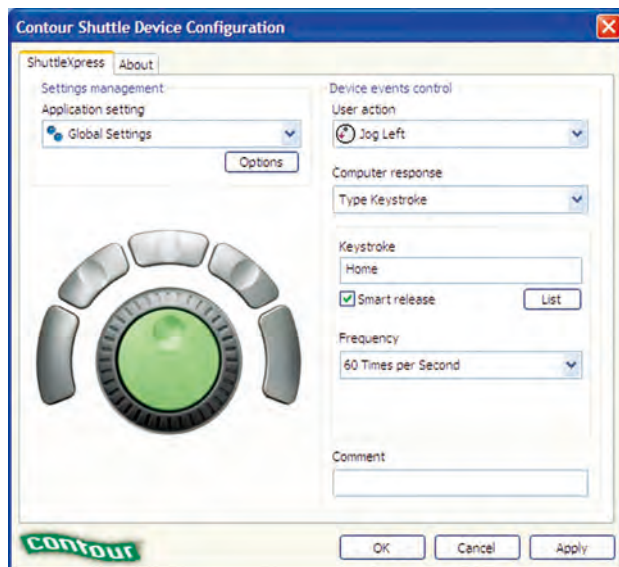 Contour Shuttle Device Configuration
ShuttleXpress About
Settings management
Application setting
Global Settings
Options
Device events control
User action
Jog Left
Computer response
Type Keystroke
Keystroke
Home
Smart release
List
Frequency
60 Times per Second
Comment
contour
OK Cancel Apply